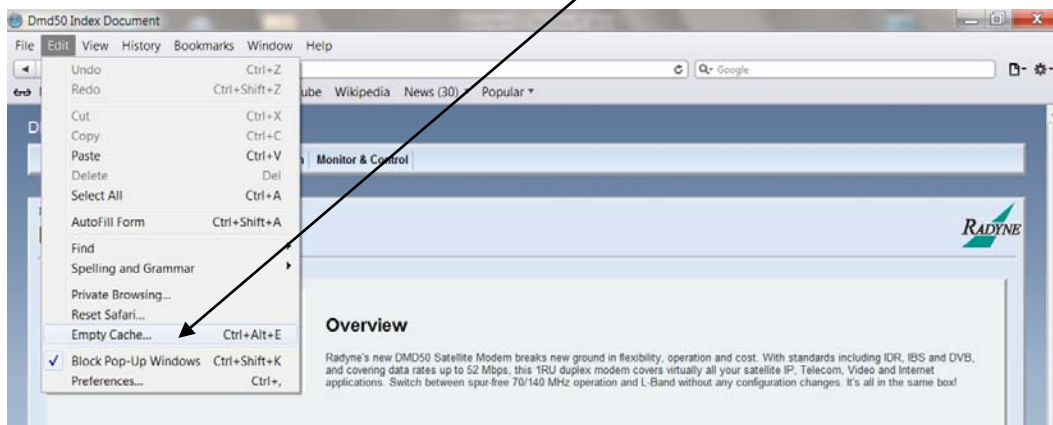 Dmd50 Index Document
File Edit View History Bookmarks Window Help
Google
ube Wikipedia News (30) Popular
Undo Ctrl+Z
Redo Ctrl+Shift+Z
Cut Ctrl+X
Copy Ctrl+C
Paste Ctrl+V
Delete Del
Select All Ctrl+A
AutoFill Form Ctrl+Shift+A
Find
Spelling and Grammar
Private Browsing...
Reset Safari...
Empty Cache... Ctrl+Alt+E
Block Pop-Up Windows Ctrl+Shift+K
Preferences... Ctrl+,
D
Monitor & Control
RADYNE
Overview
Radyne's new DMD50 Satellite Modem breaks new ground in flexibility, operation and cost. With standards including IDR, IBS and DVB,
and covering data rates up to 52 Mbps, this 1RU duplex modem covers virtually all your satellite IP, Telecom, Video and Internet
applications. Switch between spur-free 70/140 MHz operation and L-Band without any configuration changes. It's all in the same box!